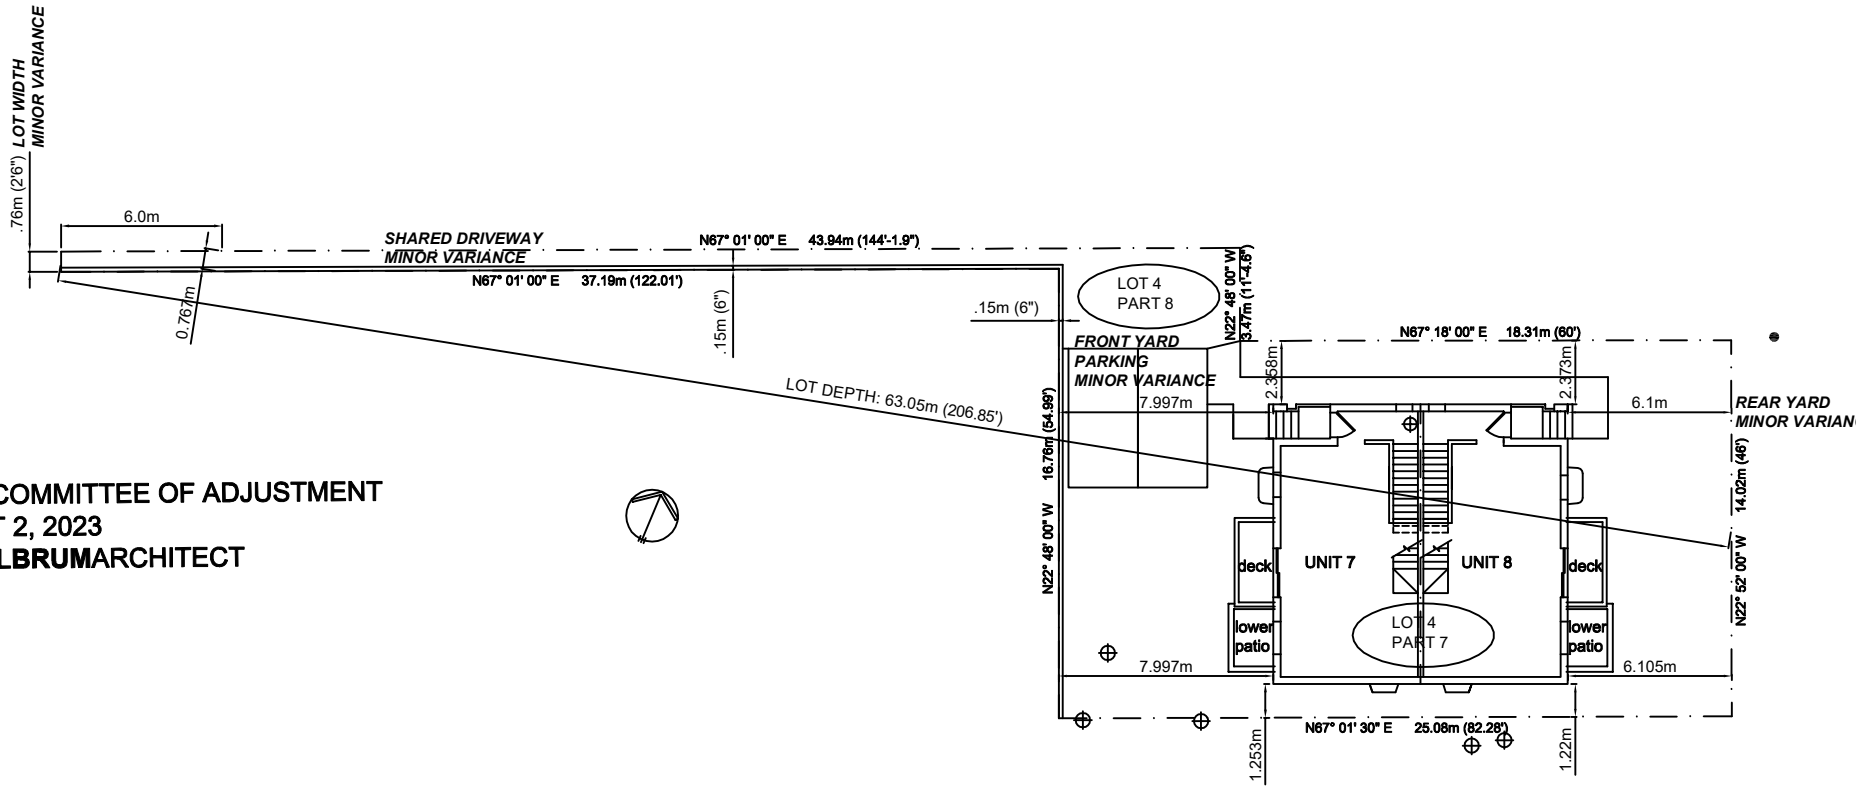 LOT WIDTH
MINOR VARIANCE
.76m (2'6")
6.0m
SHARED DRIVEWAY
MINOR VARIANCE
N67° 01' 00" E 43.94m (144'-1.9")
N67° 01' 00" E 37.19m (122.01')
0.767m
.15m (6")
.15m (6")
LOT 4
PART 8
N22° 48' 00" W
3.47m (11'-4.6")
N67° 18' 00" E 18.31m (60')
FRONT YARD
PARKING
MINOR VARIANCE
2.358m
2.373m
LOT DEPTH: 63.05m (206.85')
7.997m
6.1m
REAR YARD
MINOR VARIANC
N22° 48' 00" W 16.76m (54.99')
N22° 52' 00" W 14.02m (46')
COMMITTEE OF ADJUSTMENT
T 2, 2023
LBRUMARCHITECT
deck
UNIT 7
UNIT 8
deck
lower
patio
LOT 4
PART 7
lower
patio
7.997m
6.105m
N67° 01' 30" E 25.08m (82.28')
1.253m
1.22m